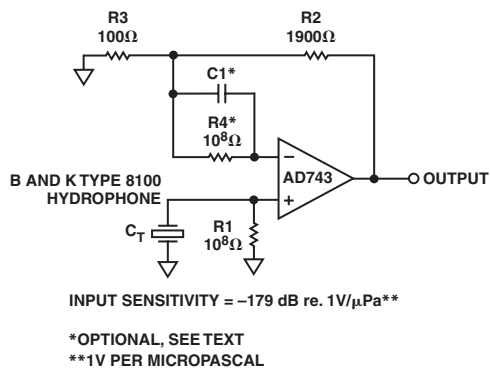 R3
100Ω
R2
1900Ω
C1*
R4*
10⁸Ω
–
AD743
+
OUTPUT
B AND K TYPE 8100
HYDROPHONE
CT
R1
10⁸Ω
INPUT SENSITIVITY = –179 dB re. 1V/μPa**
*OPTIONAL, SEE TEXT
**1V PER MICROPASCAL